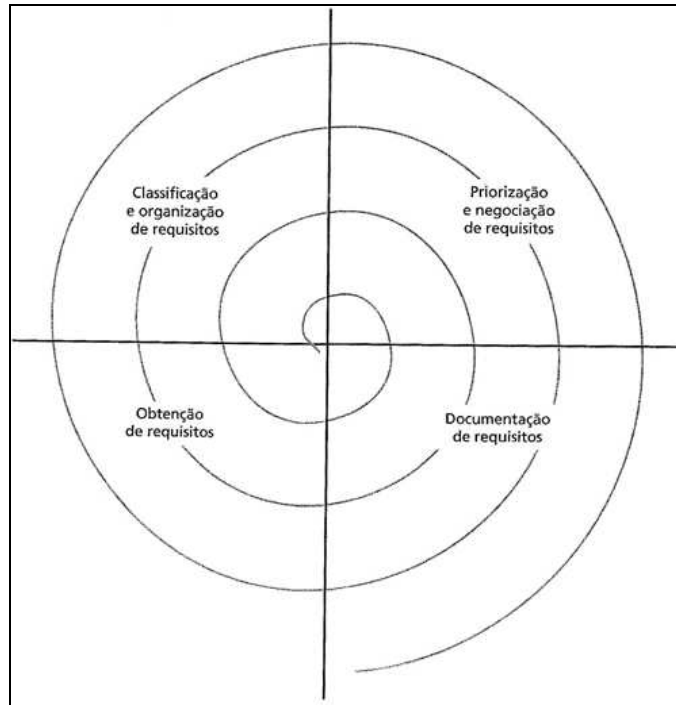 Classificação
e organização
de requisitos
Priorização
e negociação
de requisitos
Obtenção
de requisitos
Documentação
de requisitos